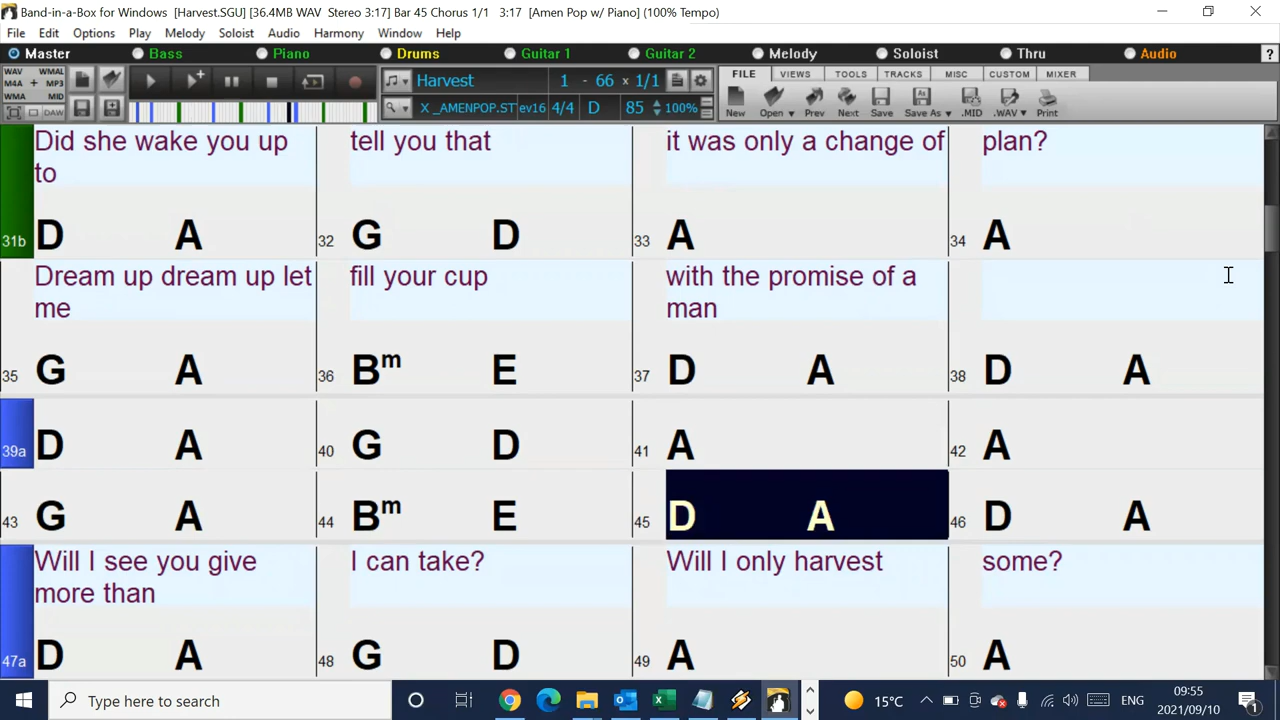 Band-in-a-Box for Windows [Harvest.SGU] [36.4MB WAV Stereo 3:17] Bar 45 Chorus 1/1 3:17 [Amen Pop w/ Piano] (100% Tempo)
File Edit Options Play Melody Soloist Audio Harmony Window Help
Master Bass Piano Drums Guitar 1 Guitar 2 Melody Soloist Thru Audio ?
WAV WMAL
M4A + MP3
WMA MID
DAW
Harvest 1 - 66 x 1/1
X _AMENPOP.ST ev16 4/4 D 85 100%
FILE VIEWS TOOLS TRACKS MISC CUSTOM MIXER
New Open Prev Next Save Save As .MID .WAV Print
Did she wake you up tell you that it was only a change of plan?
to
31b D A 32 G D 33 A 34 A
Dream up dream up let fill your cup with the promise of a
me man
35 G A 36 Bm E 37 D A 38 D A
39a D A 40 G D 41 A 42 A
43 G A 44 Bm E 45 D A 46 D A
Will I see you give I can take? Will I only harvest some?
more than
47a D A 48 G D 49 A 50 A
Type here to search
15°C ENG
09:55
2021/09/10
1